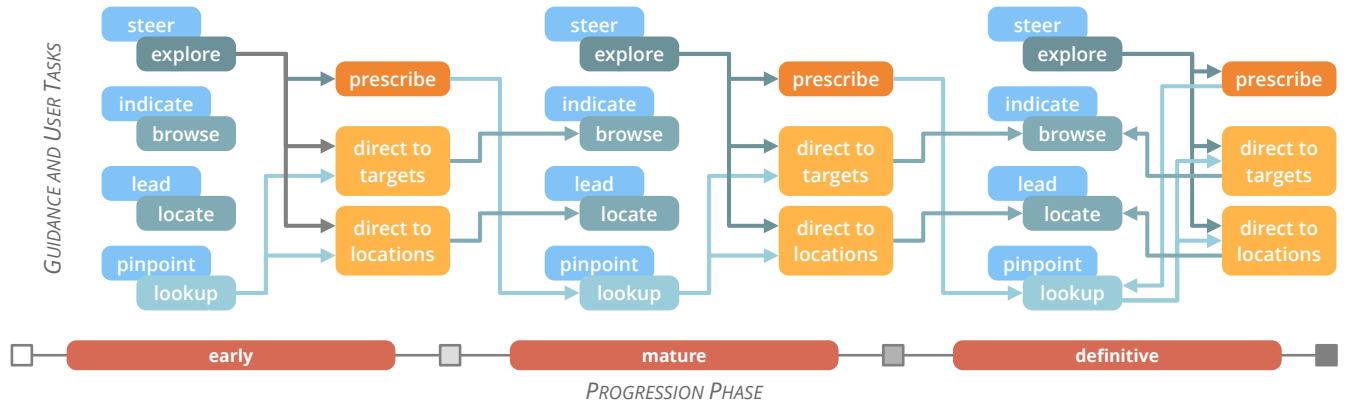 GUIDANCE AND USER TASKS
steer
explore
indicate
browse
lead
locate
pinpoint
lookup
prescribe
direct to
targets
direct to
locations
steer
explore
indicate
browse
lead
locate
pinpoint
lookup
prescribe
direct to
targets
direct to
locations
steer
explore
indicate
browse
lead
locate
pinpoint
lookup
prescribe
direct to
targets
direct to
locations
early
mature
definitive
PROGRESSION PHASE